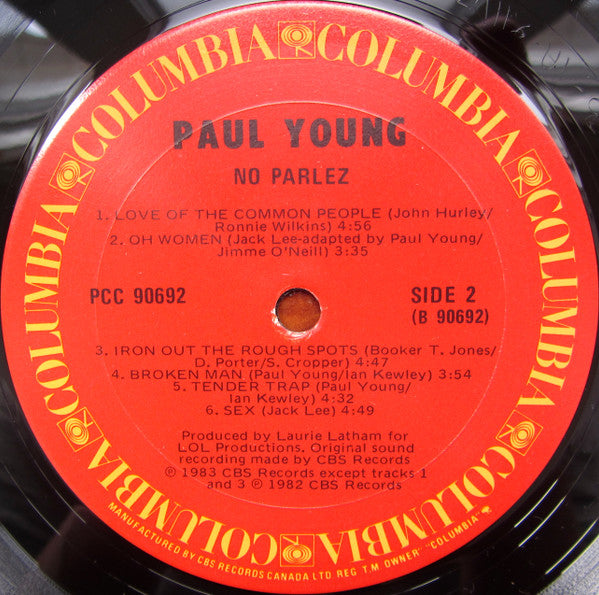 COLUMBIA COLUMBIA COLUMBIA COLUMBIA COLUMBIA COLUMBIA COLUMBIA COLUMBIA
PAUL YOUNG
NO PARLEZ
1. LOVE OF THE COMMON PEOPLE (John Hurley/
Ronnie Wilkins) 4:56
2. OH WOMEN (Jack Lee-adapted by Paul Young/
Jimme O'Neill) 3:35
PCC 90692
SIDE 2
(B 90692)
3. IRON OUT THE ROUGH SPOTS (Booker T. Jones/
D. Porter/S. Cropper) 4:47
4. BROKEN MAN (Paul Young/Ian Kewley) 3:54
5. TENDER TRAP (Paul Young/
Ian Kewley) 4:32
6. SEX (Jack Lee) 4:49
Produced by Laurie Latham for
LOL Productions. Original sound
recording made by CBS Records
℗ 1983 CBS Records except tracks 1
and 3 ℗ 1982 CBS Records
MANUFACTURED BY CBS RECORDS CANADA LTD. REG. T.M. OWNER -"COLUMBIA"-